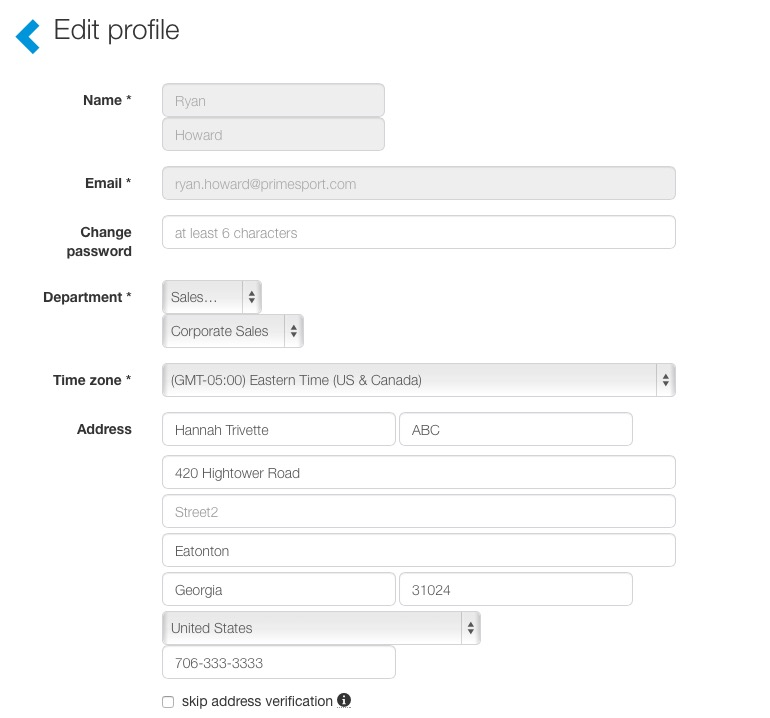 Edit profile
Name *
Ryan
Howard
Email *
ryan.howard@primesport.com
Change password
at least 6 characters
Department *
Sales...
Corporate Sales
Time zone *
(GMT-05:00) Eastern Time (US & Canada)
Address
Hannah Trivette
ABC
420 Hightower Road
Street2
Eatonton
Georgia
31024
United States
706-333-3333
skip address verification